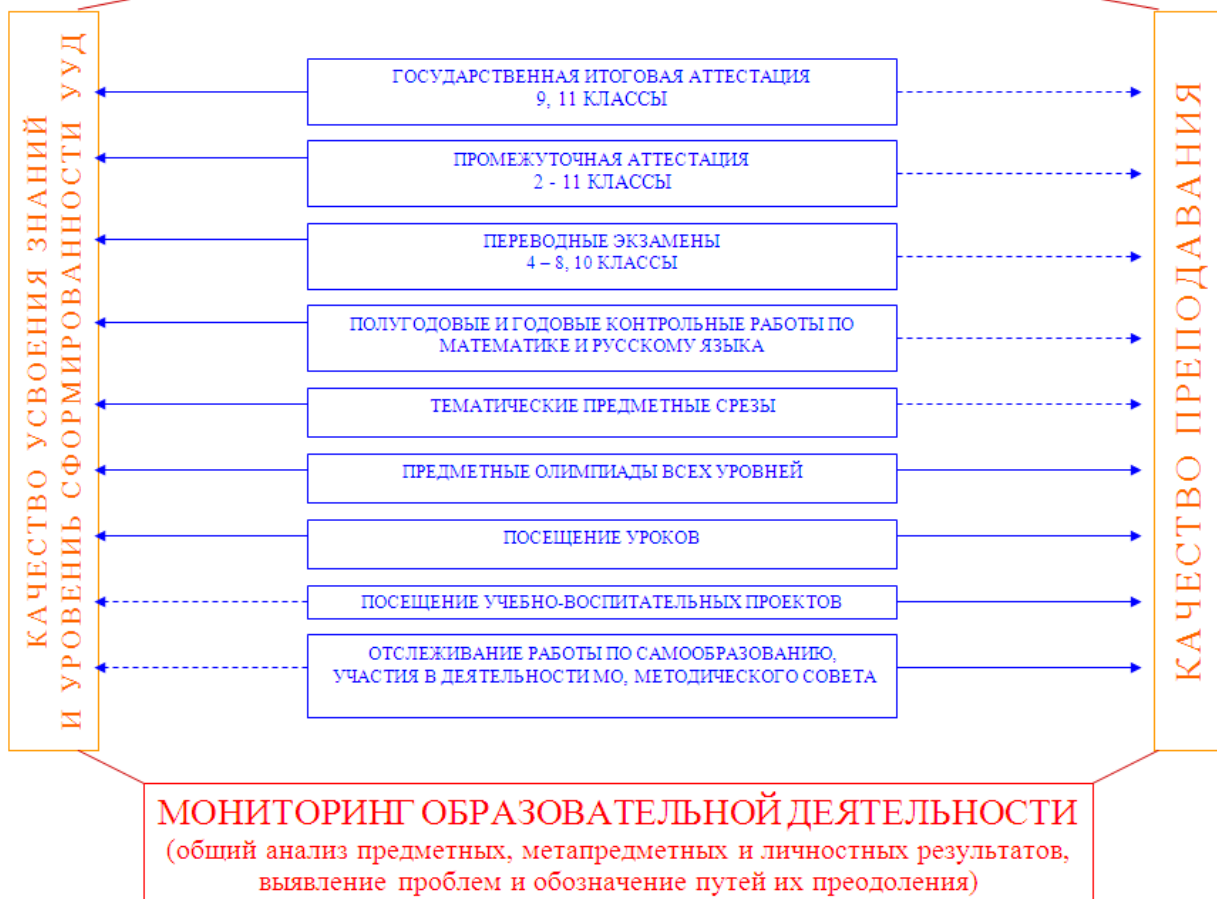 КАЧЕСТВО УСВОЕНИЯ ЗНАНИЙ
И УРОВЕНЬ СФОРМИРОВАННОСТИ УУД
ГОСУДАРСТВЕННАЯ ИТОГОВАЯ АТТЕСТАЦИЯ
9, 11 КЛАССЫ
ПРОМЕЖУТОЧНАЯ АТТЕСТАЦИЯ
2 - 11 КЛАССЫ
ПЕРЕВОДНЫЕ ЭКЗАМЕНЫ
4 – 8, 10 КЛАССЫ
ПОЛУГОДОВЫЕ И ГОДОВЫЕ КОНТРОЛЬНЫЕ РАБОТЫ ПО
МАТЕМАТИКЕ И РУССКОМУ ЯЗЫКА
ТЕМАТИЧЕСКИЕ ПРЕДМЕТНЫЕ СРЕЗЫ
ПРЕДМЕТНЫЕ ОЛИМПИАДЫ ВСЕХ УРОВНЕЙ
ПОСЕЩЕНИЕ УРОКОВ
ПОСЕЩЕНИЕ УЧЕБНО-ВОСПИТАТЕЛЬНЫХ ПРОЕКТОВ
ОТСЛЕЖИВАНИЕ РАБОТЫ ПО САМООБРАЗОВАНИЮ,
УЧАСТИЯ В ДЕЯТЕЛЬНОСТИ МО, МЕТОДИЧЕСКОГО СОВЕТА
КАЧЕСТВО ПРЕПОДАВАНИЯ
МОНИТОРИНГ ОБРАЗОВАТЕЛЬНОЙ ДЕЯТЕЛЬНОСТИ
(общий анализ предметных, метапредметных и личностных результатов,
выявление проблем и обозначение путей их преодоления)